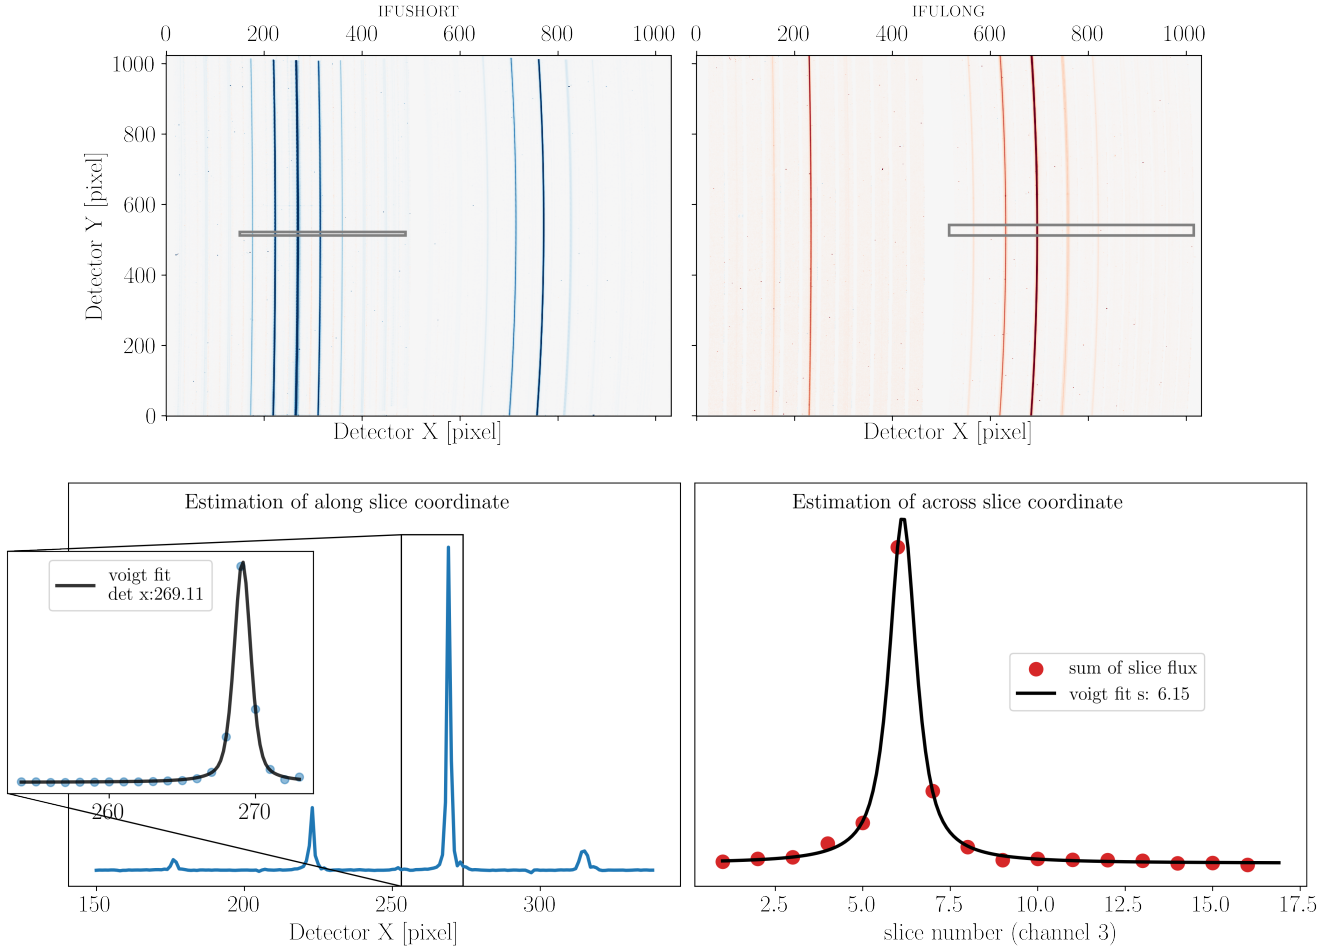 IFUSHORT
IFULONG
0 200 400 600 800 1000
0 200 400 600 800 1000
1000
800
600
400
200
0
Detector Y [pixel]
Detector X [pixel]
Detector X [pixel]
Estimation of along slice coordinate
voigt fit
det x:269.11
260 270
150 200 250 300
Detector X [pixel]
Estimation of across slice coordinate
sum of slice flux
voigt fit s: 6.15
2.5 5.0 7.5 10.0 12.5 15.0 17.5
slice number (channel 3)